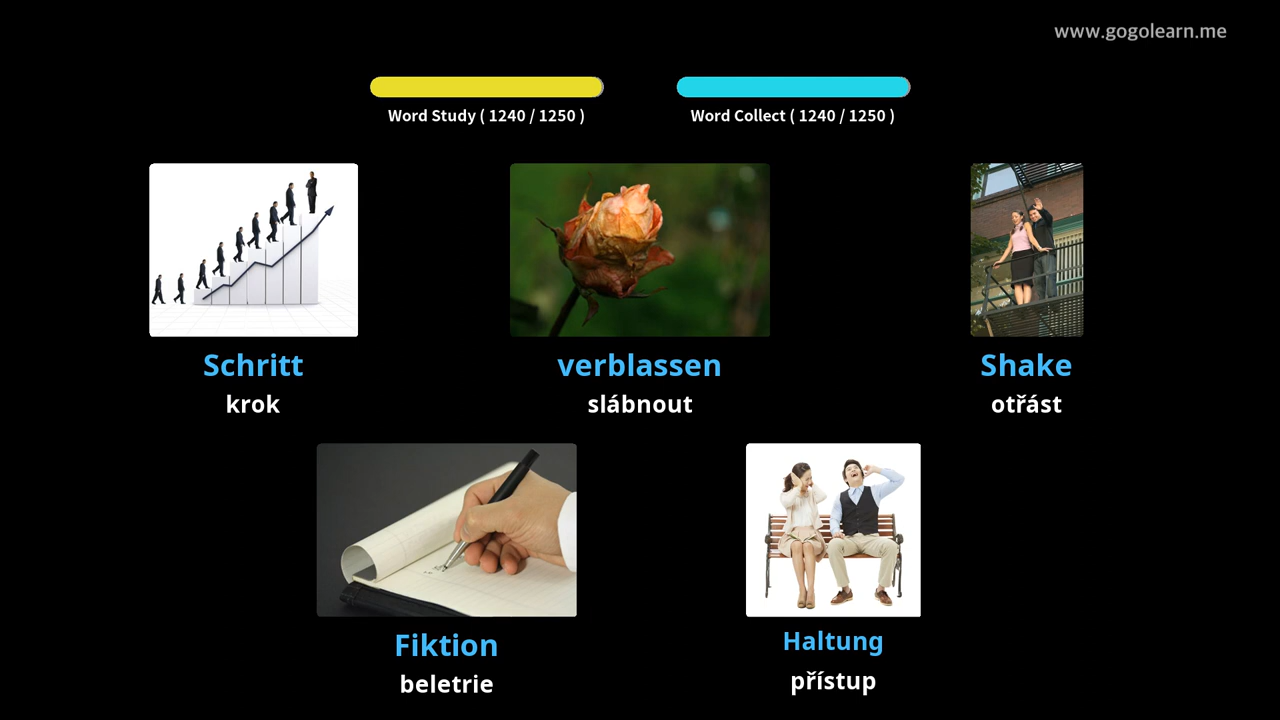 www.gogolearn.me
Word Study ( 1240 / 1250 )
Word Collect ( 1240 / 1250 )
Schritt
krok
verblassen
slábnout
Shake
otřást
Fiktion
beletrie
Haltung
přístup